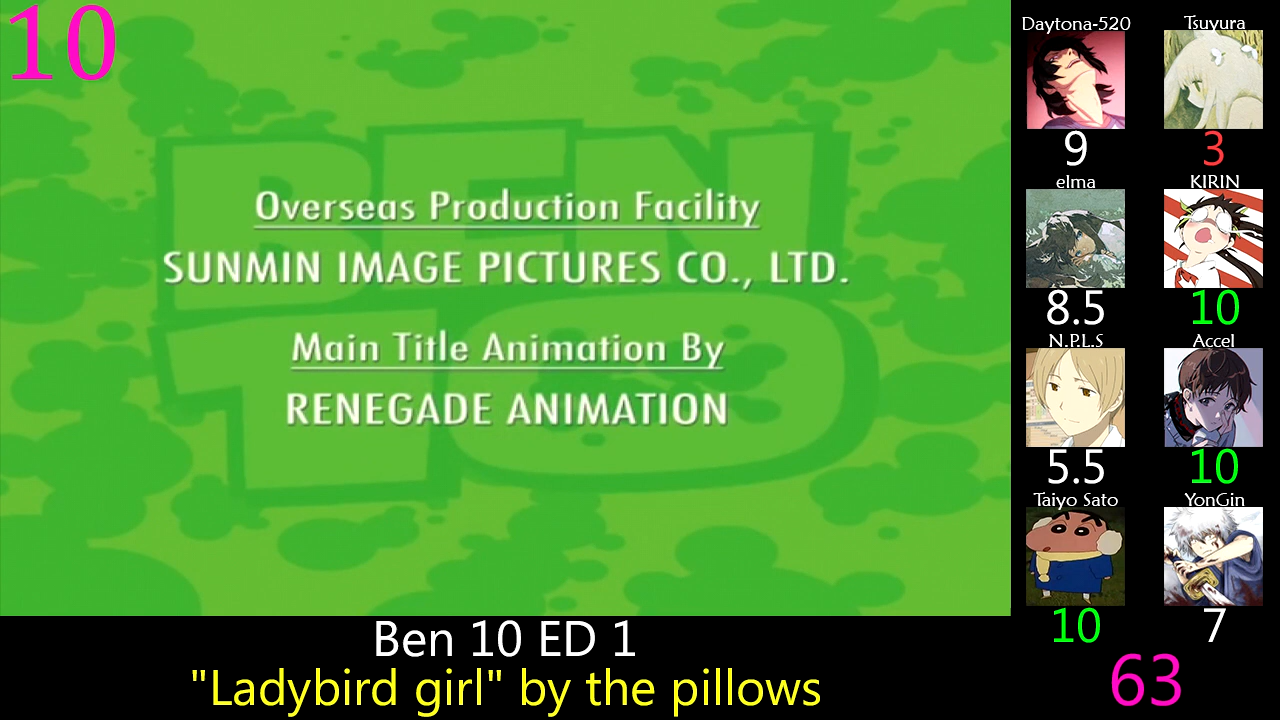 10
BEN
10
Overseas Production Facility
SUNMIN IMAGE PICTURES CO., LTD.
Main Title Animation By
RENEGADE ANIMATION
Ben 10 ED 1
"Ladybird girl" by the pillows
Daytona-520
9
Tsuyura
3
elma
8.5
KIRIN
10
N.P.L.S
5.5
Accel
10
Taiyo Sato
10
YonGin
7
63